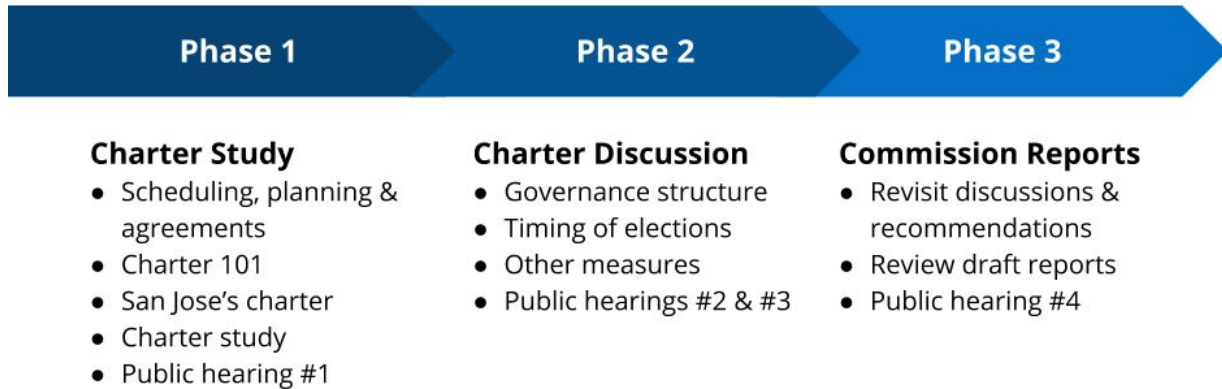 Phase 1
Phase 2
Phase 3
Charter Study
● Scheduling, planning &
agreements
● Charter 101
● San Jose's charter
● Charter study
● Public hearing #1
Charter Discussion
● Governance structure
● Timing of elections
● Other measures
● Public hearings #2 & #3
Commission Reports
● Revisit discussions &
recommendations
● Review draft reports
● Public hearing #4